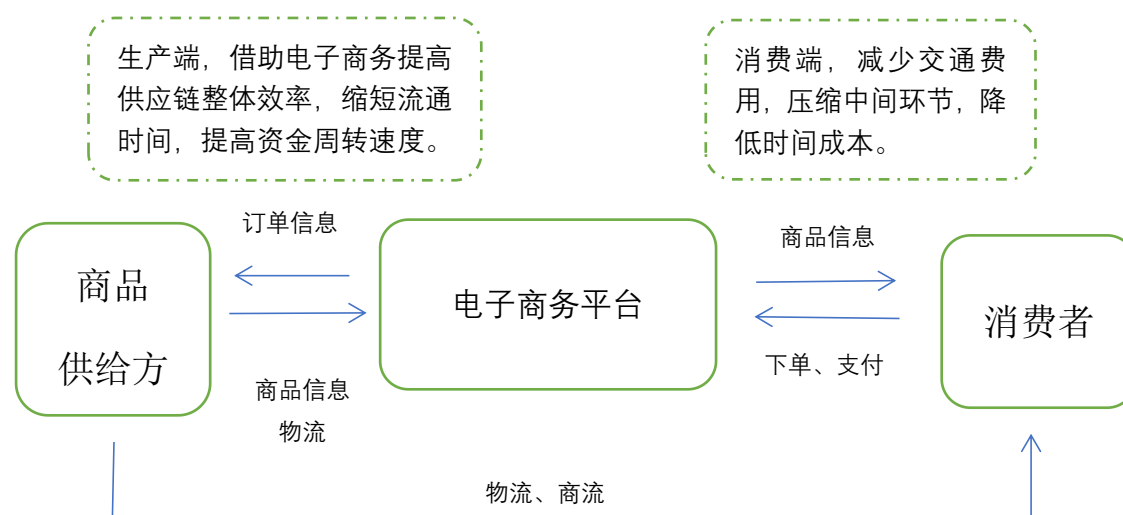 生产端，借助电子商务提高
供应链整体效率，缩短流通
时间，提高资金周转速度。
消费端，减少交通费
用，压缩中间环节，降
低时间成本。
订单信息
商品信息
商品
供给方
电子商务平台
消费者
下单、支付
商品信息
物流
物流、商流